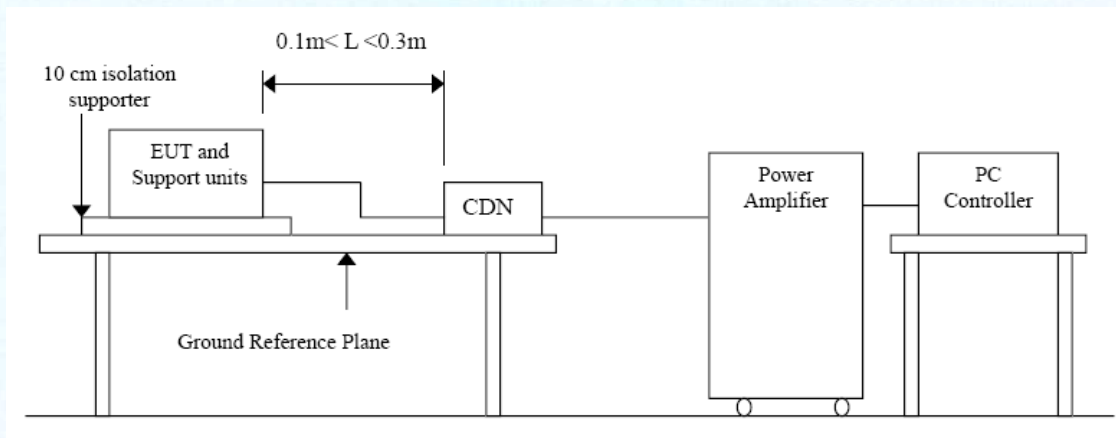 0.1m< L <0.3m
10 cm isolation
supporter
EUT and
Support units
CDN
Power
Amplifier
PC
Controller
Ground Reference Plane